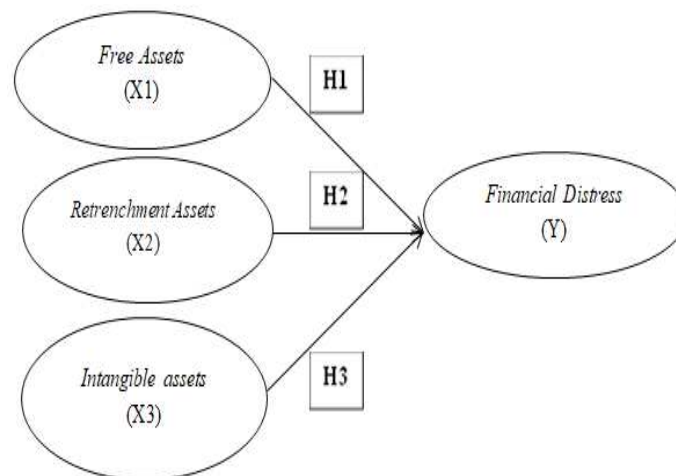 Free Assets
(X1)
H1
Retrenchment Assets
(X2)
H2
Financial Distress
(Y)
Intangible assets
(X3)
H3